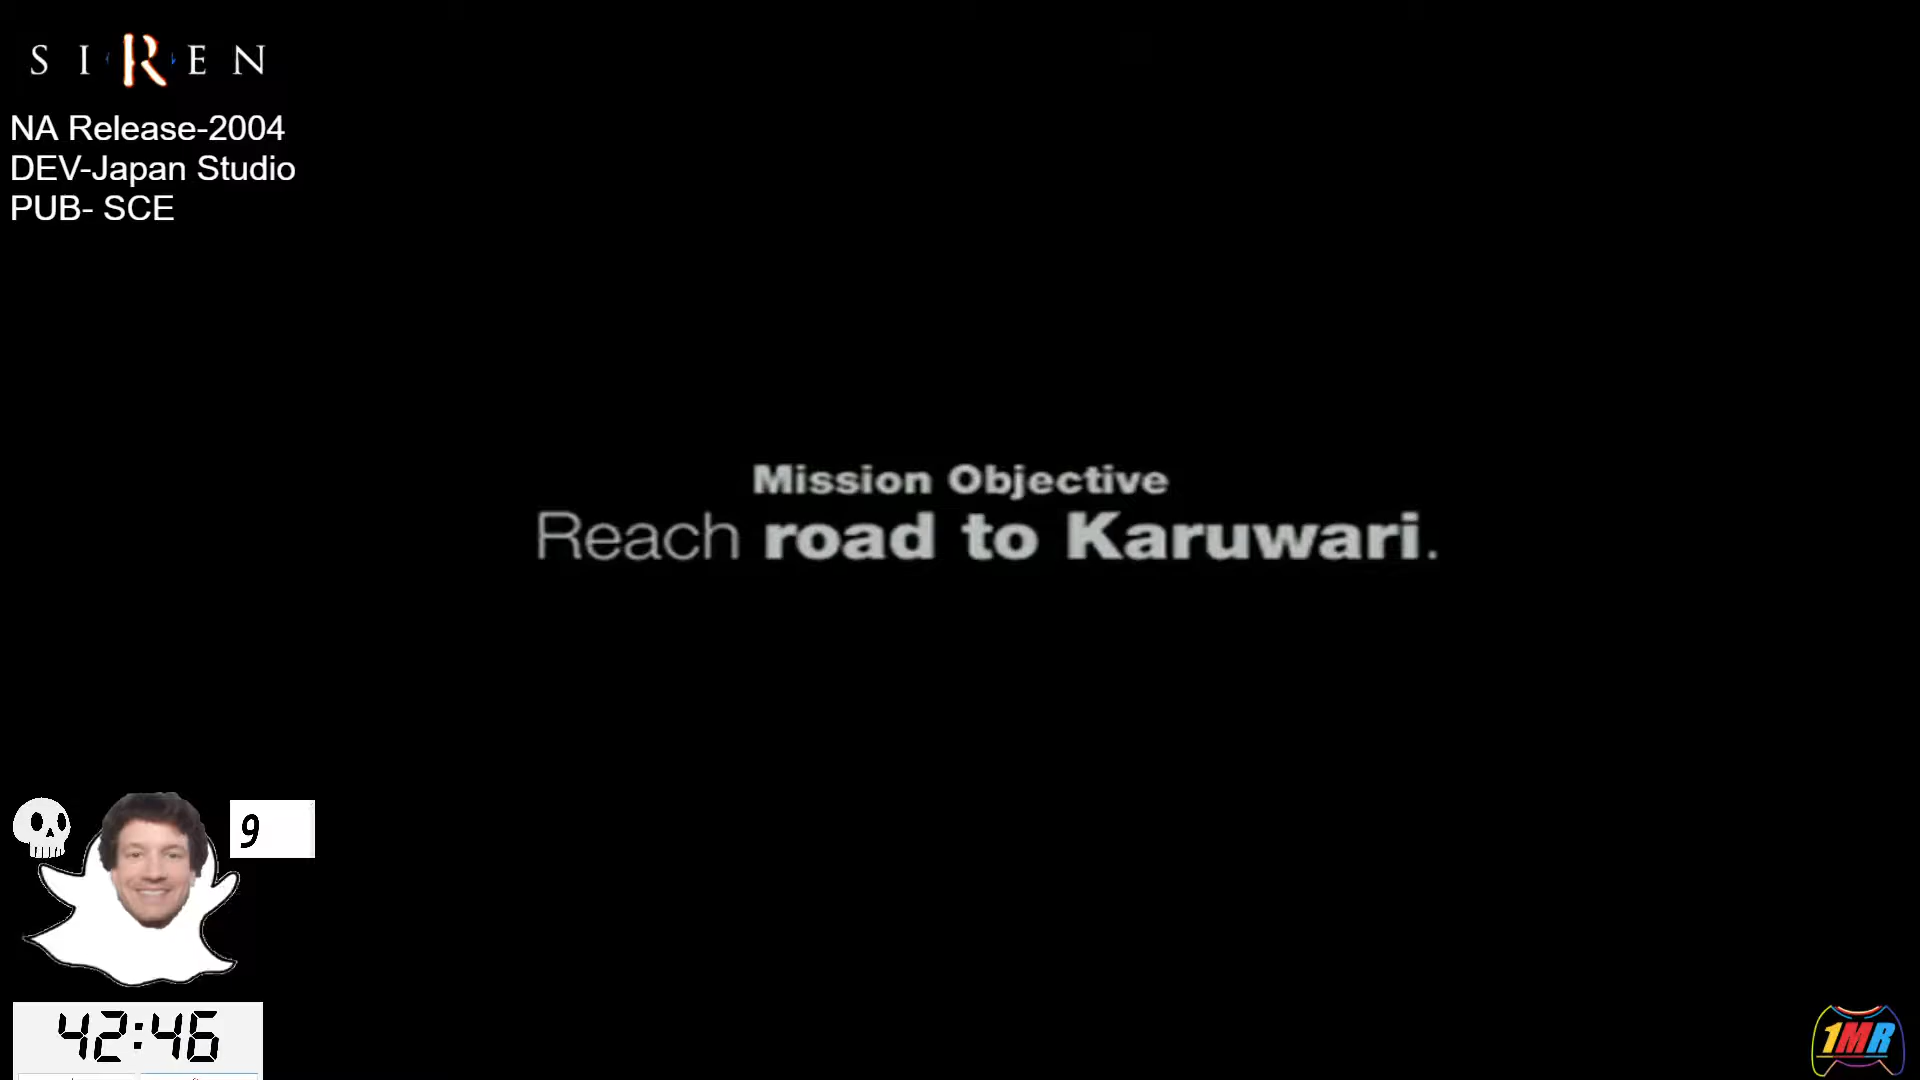 SIREN
NA Release-2004
DEV-Japan Studio
PUB- SCE
Mission Objective
Reach road to Karuwari.
9
42:46
1MR